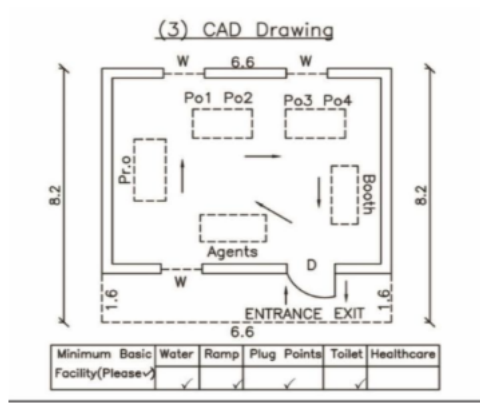 (3) CAD Drawing
W 6.6 W
Po1 Po2 Po3 Po4
Pr.o
8.2
8.2
Booth
Agents
D
W
1.6
1.6
ENTRANCE EXIT
6.6
Minimum Basic Facility(Please✓) Water Ramp Plug Points Toilet Healthcare
✓ ✓ ✓ ✓